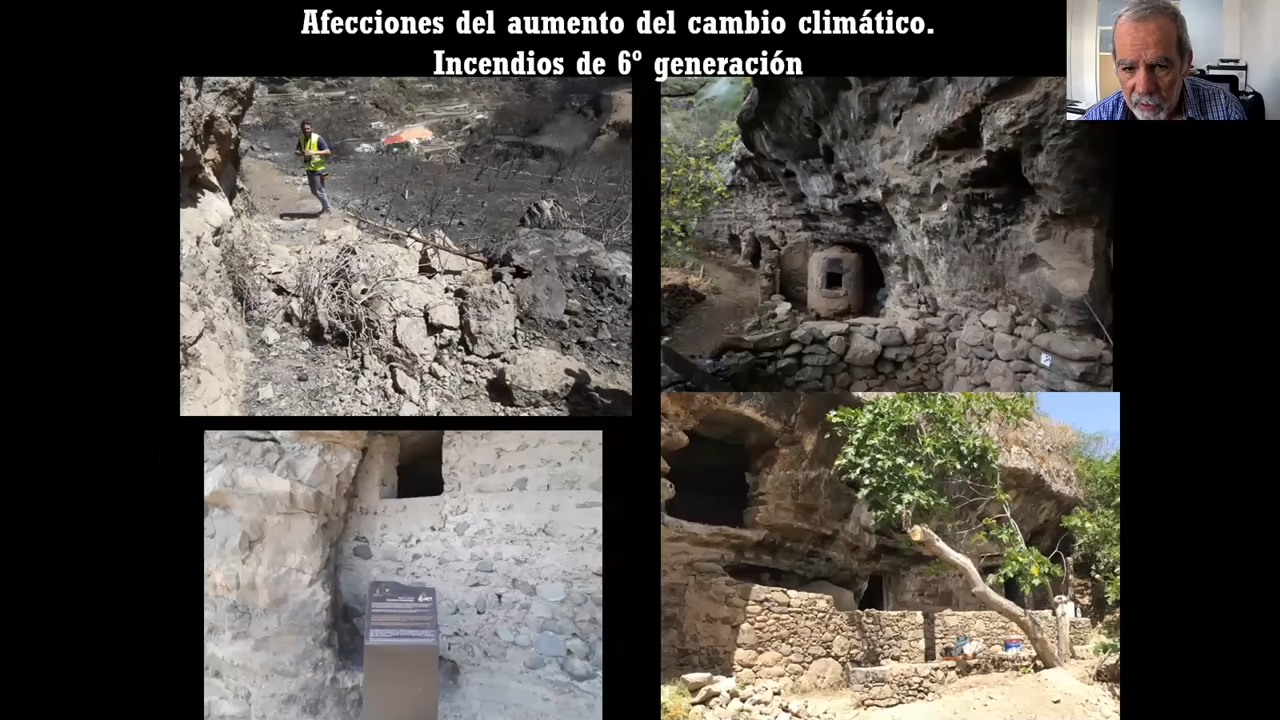 Afecciones del aumento del cambio climático.
Incendios de 6º generación